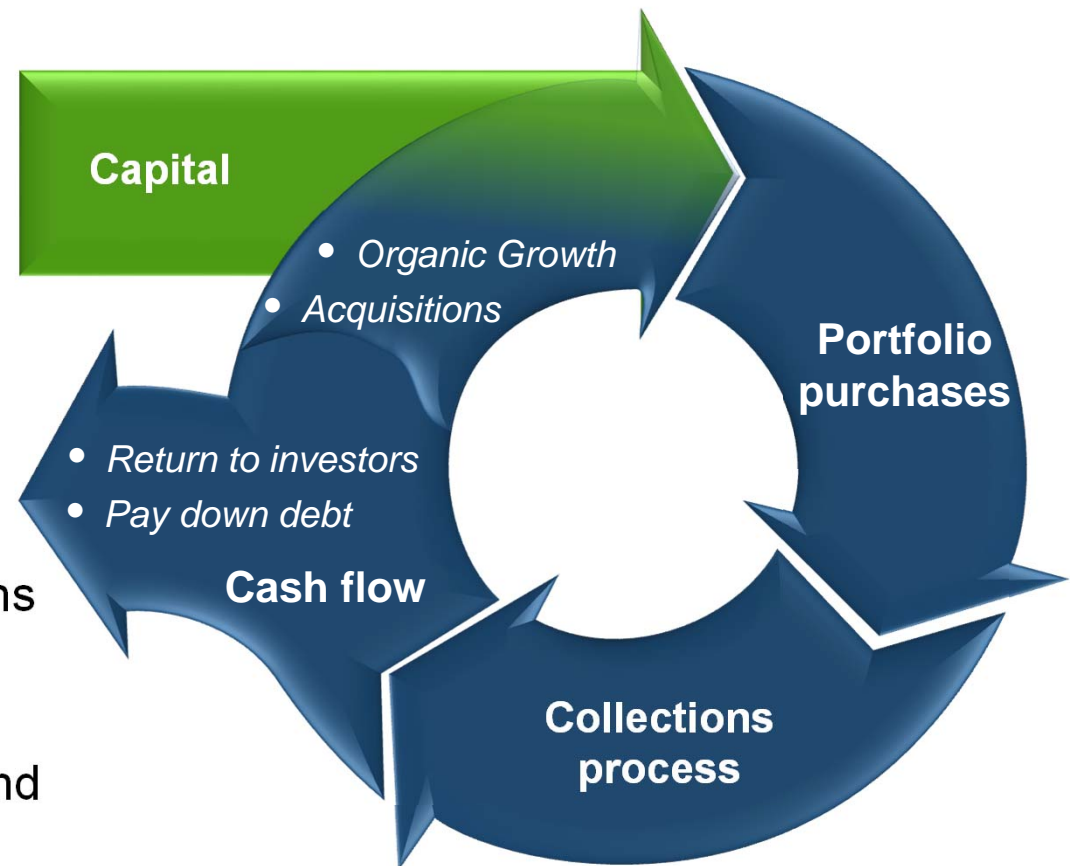 Capital
• Organic Growth
• Acquisitions
Portfolio
purchases
• Return to investors
• Pay down debt
Cash flow
Collections
process